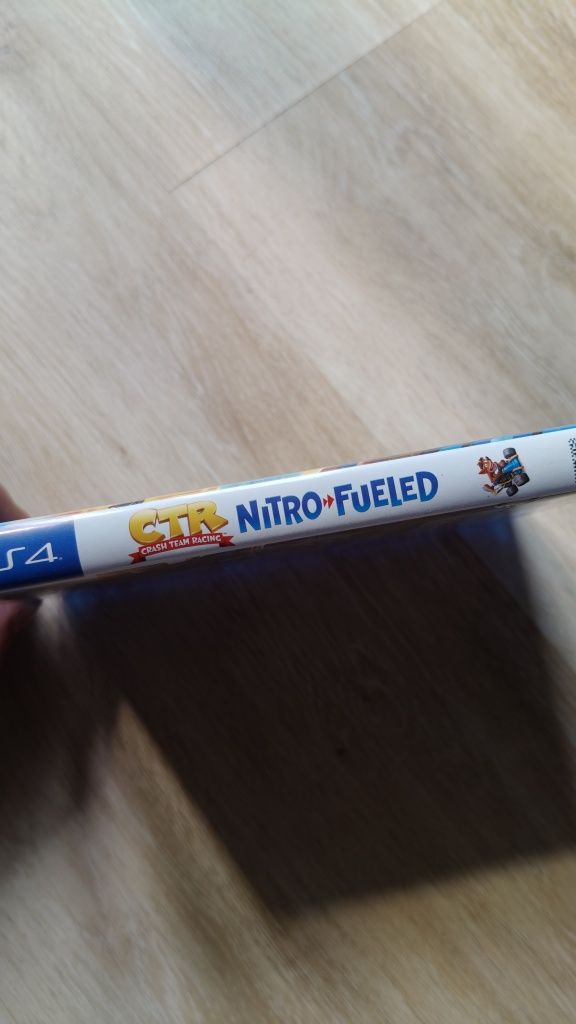 PS4
CTR NITRO FUELED
CRASH TEAM RACING